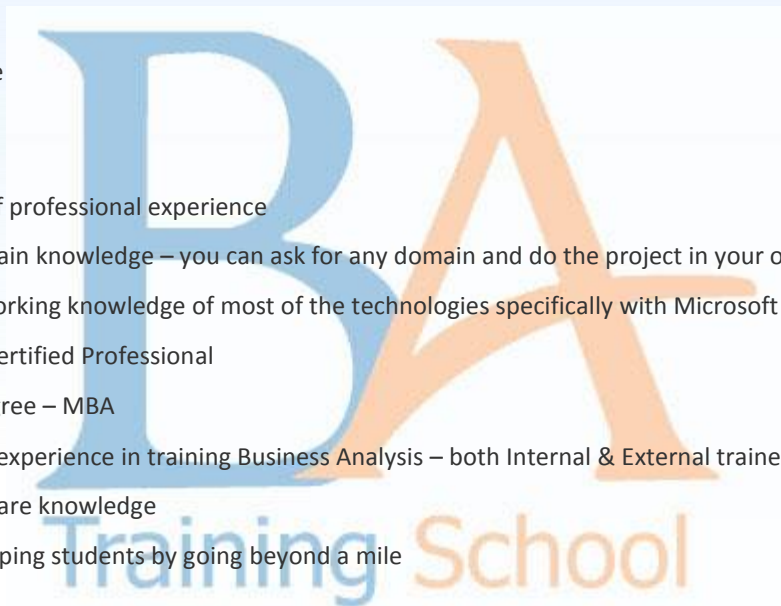 e
BA
f professional experience
ain knowledge – you can ask for any domain and do the project in your o
orking knowledge of most of the technologies specifically with Microsoft
ertified Professional
gree – MBA
experience in training Business Analysis – both Internal & External traine
are knowledge
ping students by going beyond a mile
Training School